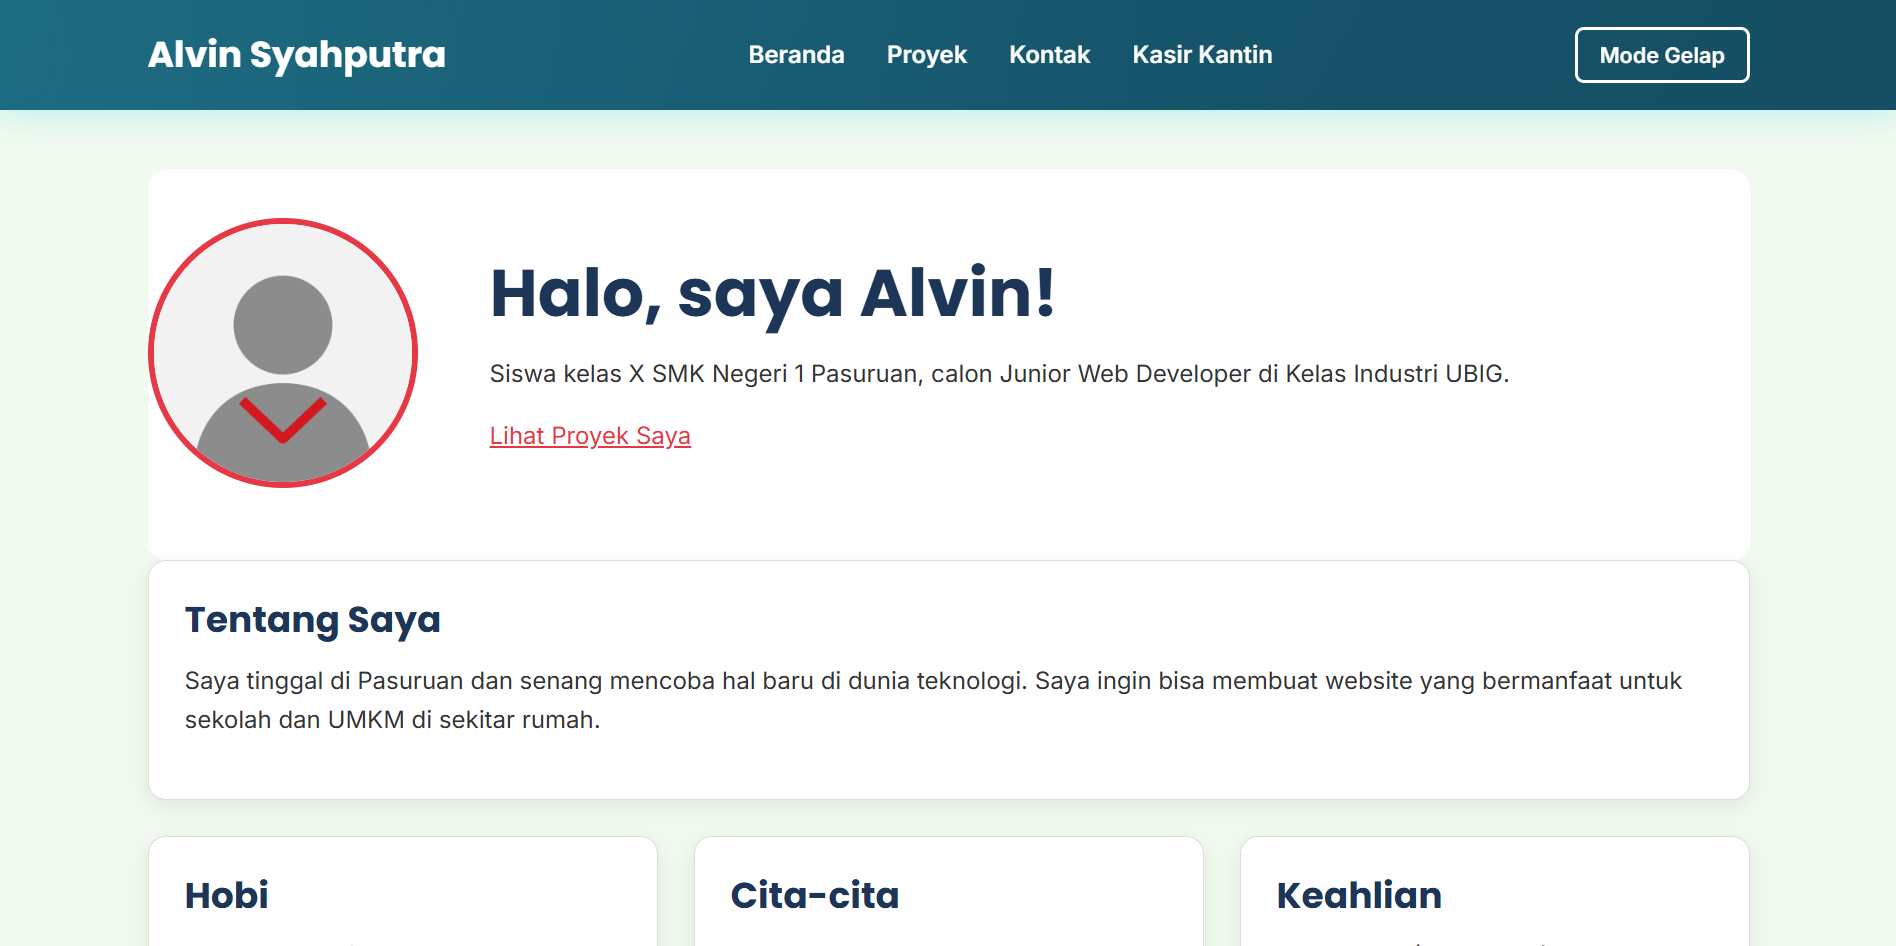 Alvin Syahputra
Beranda Proyek Kontak Kasir Kantin
Mode Gelap
Halo, saya Alvin!
Siswa kelas X SMK Negeri 1 Pasuruan, calon Junior Web Developer di Kelas Industri UBIG.
Lihat Proyek Saya
Tentang Saya
Saya tinggal di Pasuruan dan senang mencoba hal baru di dunia teknologi. Saya ingin bisa membuat website yang bermanfaat untuk
sekolah dan UMKM di sekitar rumah.
Hobi
Cita-cita
Keahlian